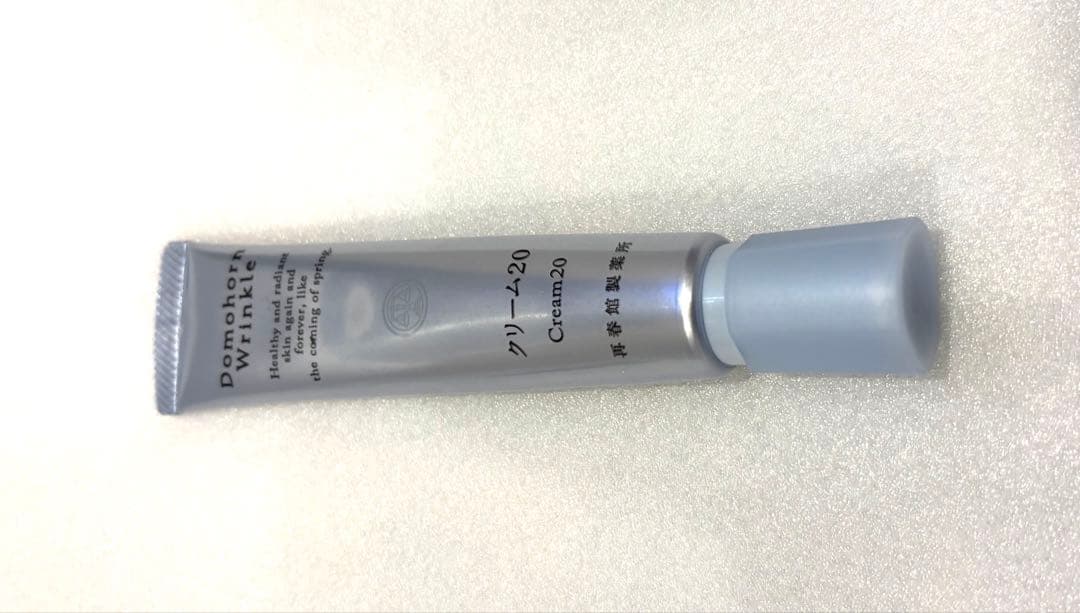 Domohorn
Wrinkle
Healthy and radiant
skin again and
forever, like
the coming of spring.
クリーム20
Cream20
再春館製薬所